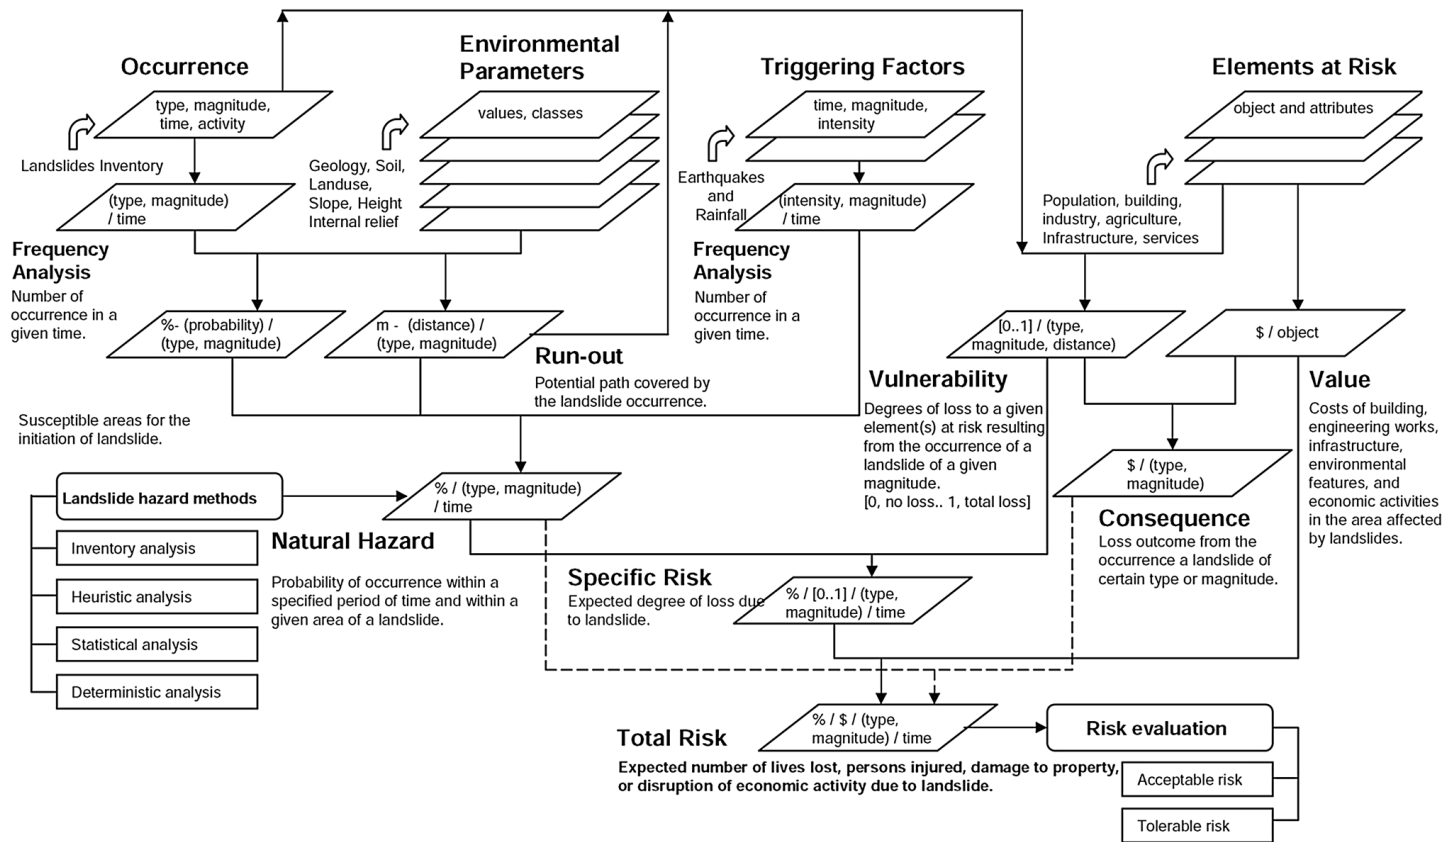 Occurrence
type, magnitude,
time, activity
Landslides Inventory
(type, magnitude)
/ time
Frequency
Analysis
Number of
occurrence in a
given time.
Environmental
Parameters
values, classes
Geology, Soil,
Landuse,
Slope, Height
Internal relief
Triggering Factors
time, magnitude,
intensity
Earthquakes
and
Rainfall
(intensity, magnitude)
/ time
Frequency
Analysis
Number of
occurrence in a
given time.
Elements at Risk
object and attributes
Population, building,
industry, agriculture,
Infrastructure, services
%- (probability) /
(type, magnitude)
m - (distance) /
(type, magnitude)
Run-out
Potential path covered by
the landslide occurrence.
[0..1] / (type,
magnitude, distance)
Vulnerability
Degrees of loss to a given
element(s) at risk resulting
from the occurrence of a
landslide of a given
magnitude.
[0, no loss.. 1, total loss]
$ / object
Value
Costs of building,
engineering works,
infrastructure,
environmental
features, and
economic activities
in the area affected
by landslides.
Susceptible areas for the
initiation of landslide.
Landslide hazard methods
Inventory analysis
Heuristic analysis
Statistical analysis
Deterministic analysis
% / (type, magnitude)
/ time
Natural Hazard
Probability of occurrence within a
specified period of time and within a
given area of a landslide.
$ / (type,
magnitude)
Consequence
Loss outcome from the
occurrence a landslide of
certain type or magnitude.
Specific Risk
Expected degree of loss due
to landslide.
% / [0..1] / (type,
magnitude) / time
% / $ / (type,
magnitude) / time
Total Risk
Expected number of lives lost, persons injured, damage to property,
or disruption of economic activity due to landslide.
Risk evaluation
Acceptable risk
Tolerable risk